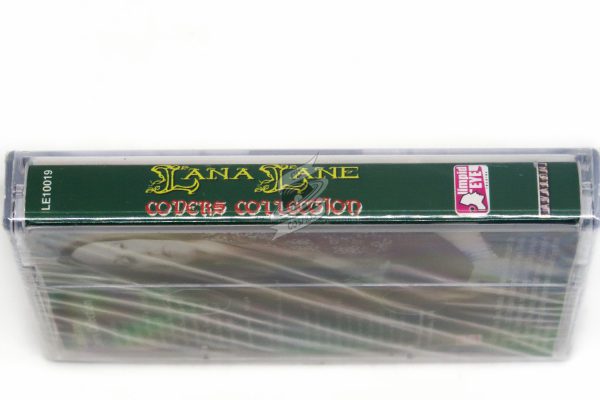 LE10019
LANA LANE
COVERS COLLECTION
limpid
EYE